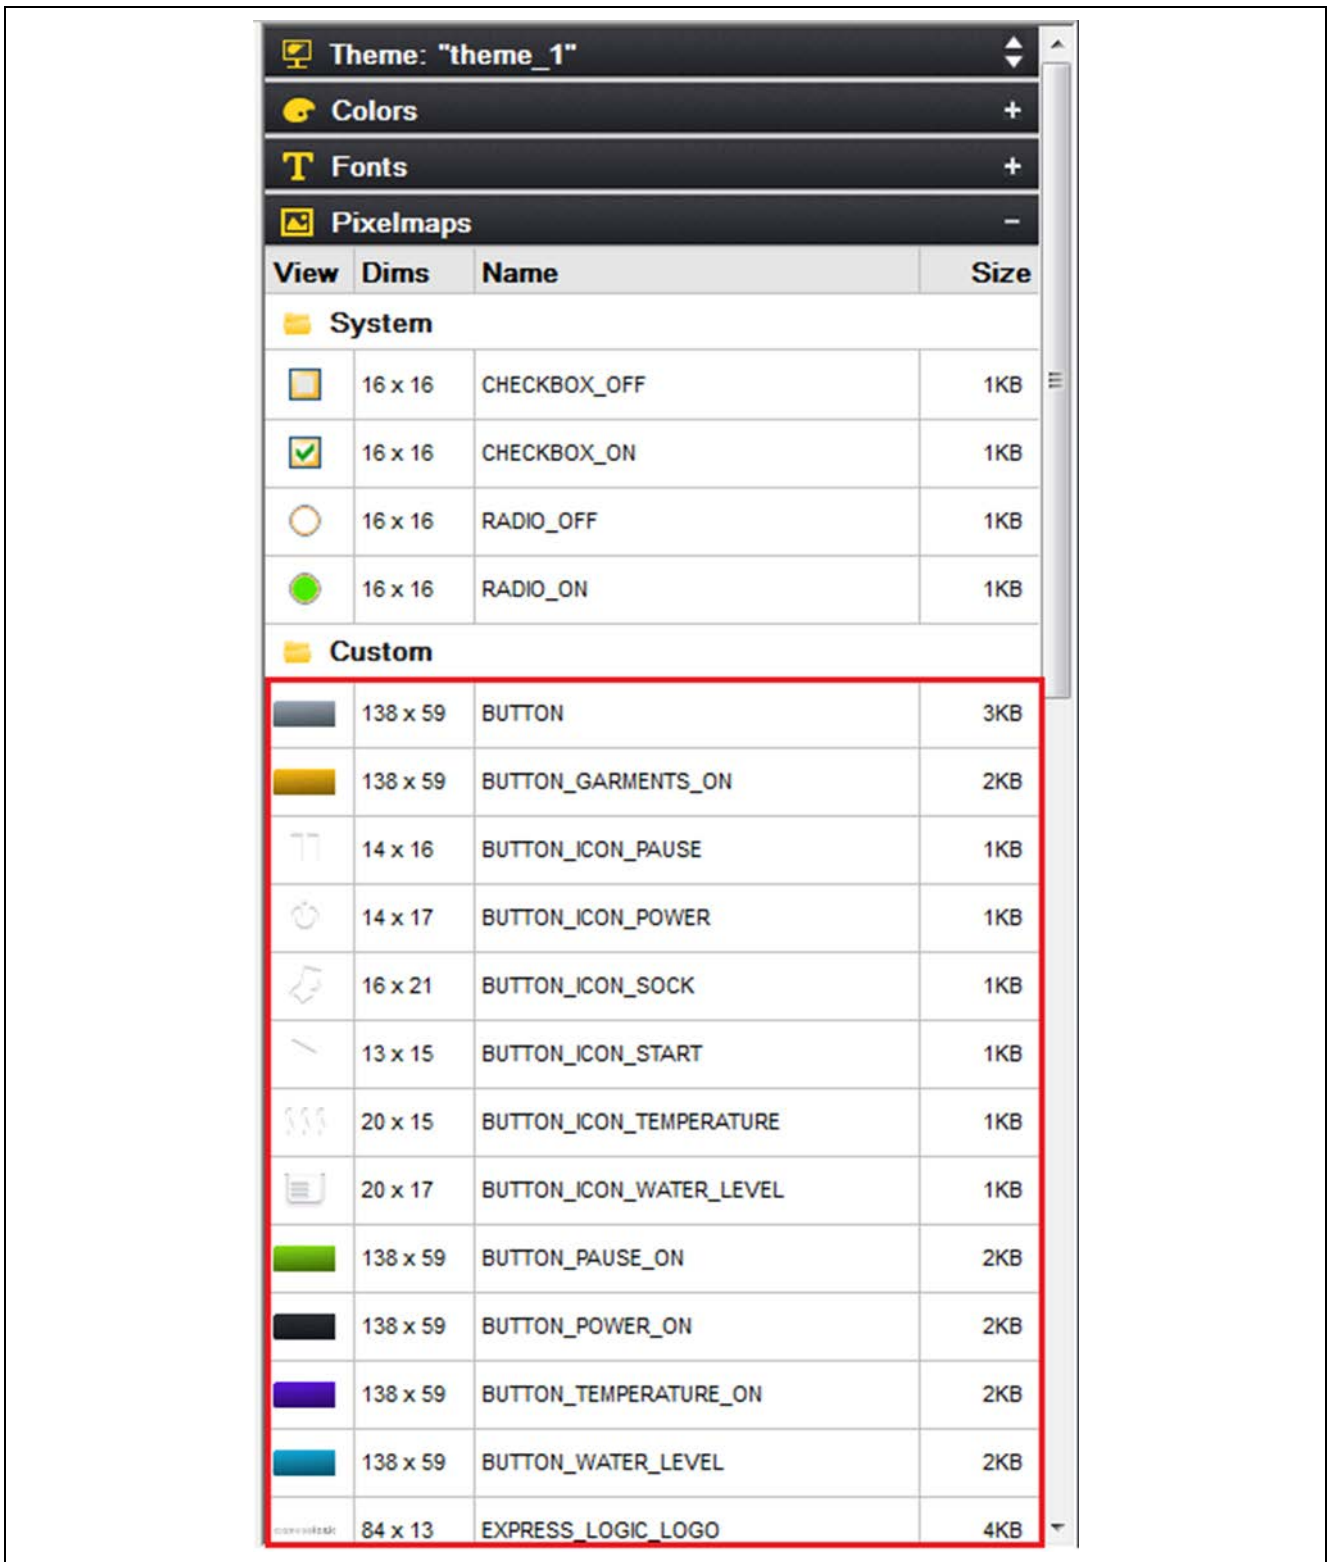 Theme: "theme_1"
Colors +
Fonts +
Pixelmaps −
View Dims Name Size
System
16 x 16 CHECKBOX_OFF 1KB
16 x 16 CHECKBOX_ON 1KB
16 x 16 RADIO_OFF 1KB
16 x 16 RADIO_ON 1KB
Custom
138 x 59 BUTTON 3KB
138 x 59 BUTTON_GARMENTS_ON 2KB
14 x 16 BUTTON_ICON_PAUSE 1KB
14 x 17 BUTTON_ICON_POWER 1KB
16 x 21 BUTTON_ICON_SOCK 1KB
13 x 15 BUTTON_ICON_START 1KB
20 x 15 BUTTON_ICON_TEMPERATURE 1KB
20 x 17 BUTTON_ICON_WATER_LEVEL 1KB
138 x 59 BUTTON_PAUSE_ON 2KB
138 x 59 BUTTON_POWER_ON 2KB
138 x 59 BUTTON_TEMPERATURE_ON 2KB
138 x 59 BUTTON_WATER_LEVEL 2KB
84 x 13 EXPRESS_LOGIC_LOGO 4KB